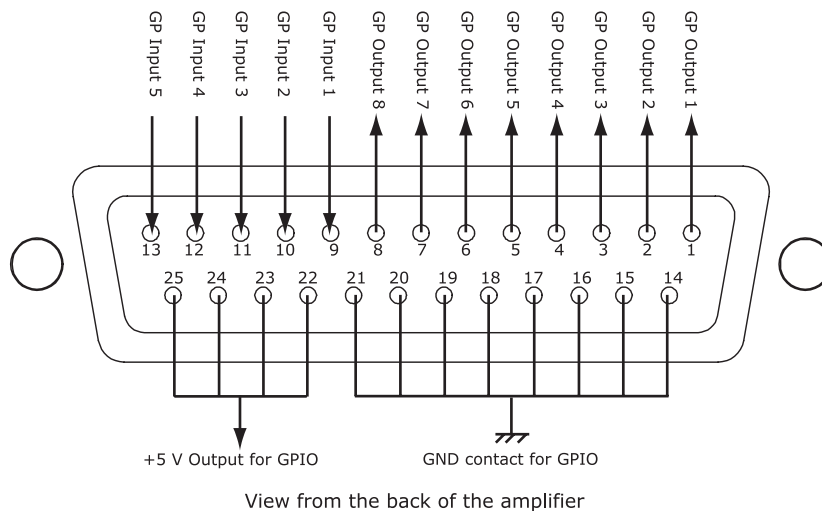 GP Input 5
GP Input 4
GP Input 3
GP Input 2
GP Input 1
GP Output 8
GP Output 7
GP Output 6
GP Output 5
GP Output 4
GP Output 3
GP Output 2
GP Output 1
13 12 11 10 9 8 7 6 5 4 3 2 1
25 24 23 22 21 20 19 18 17 16 15 14
+5 V Output for GPIO
GND contact for GPIO
View from the back of the amplifier